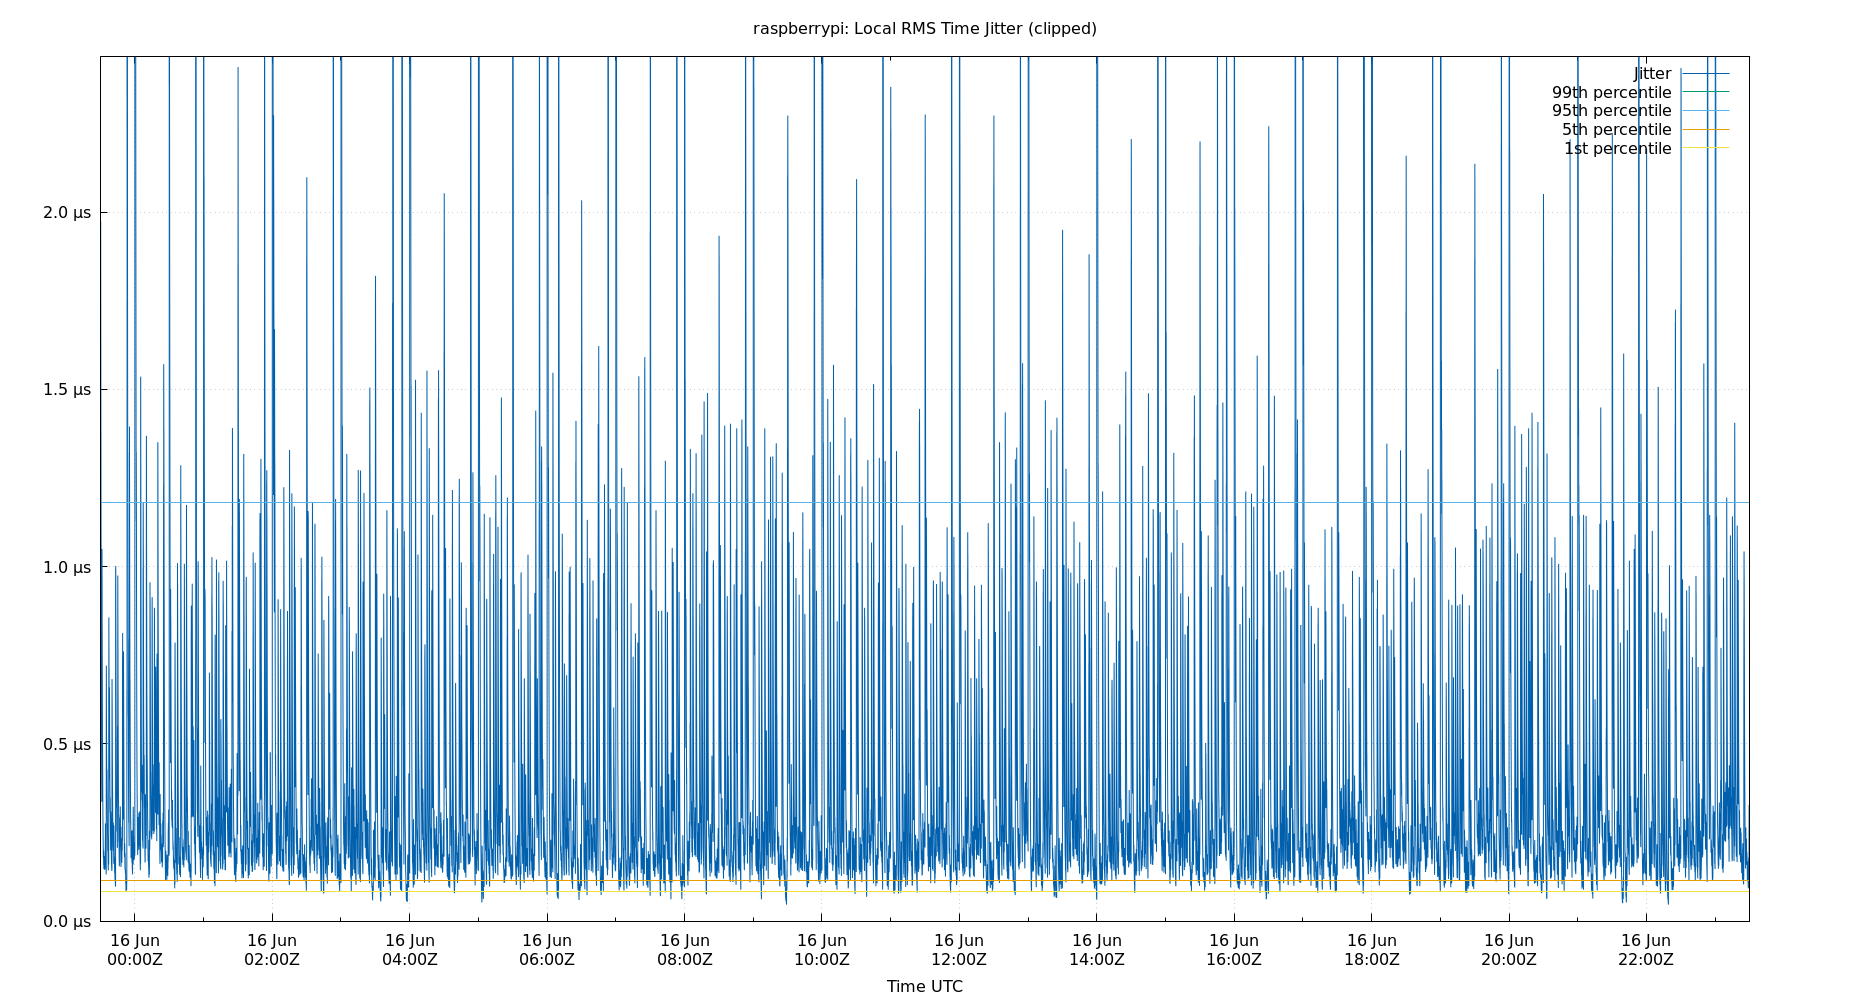 raspberrypi: Local RMS Time Jitter (clipped)
Jitter
99th percentile
95th percentile
5th percentile
1st percentile
2.0 µs
1.5 µs
1.0 µs
0.5 µs
0.0 µs
16 Jun 16 Jun 16 Jun 16 Jun 16 Jun 16 Jun 16 Jun 16 Jun 16 Jun 16 Jun 16 Jun 16 Jun
00:00Z 02:00Z 04:00Z 06:00Z 08:00Z 10:00Z 12:00Z 14:00Z 16:00Z 18:00Z 20:00Z 22:00Z
Time UTC